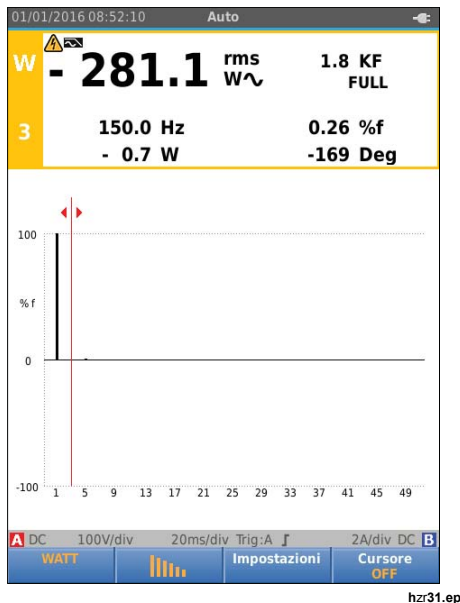 01/01/2016 08:52:10 Auto
W - 281.1 rms W∿ 1.8 KF FULL
3 150.0 Hz 0.26 %f
- 0.7 W -169 Deg
100
% f
0
-100 1 5 9 13 17 21 25 29 33 37 41 45 49
A DC 100V/div 20ms/div Trig:A ʃ 2A/div DC B
WATT Impostazioni Cursore
OFF
hzr31.ep